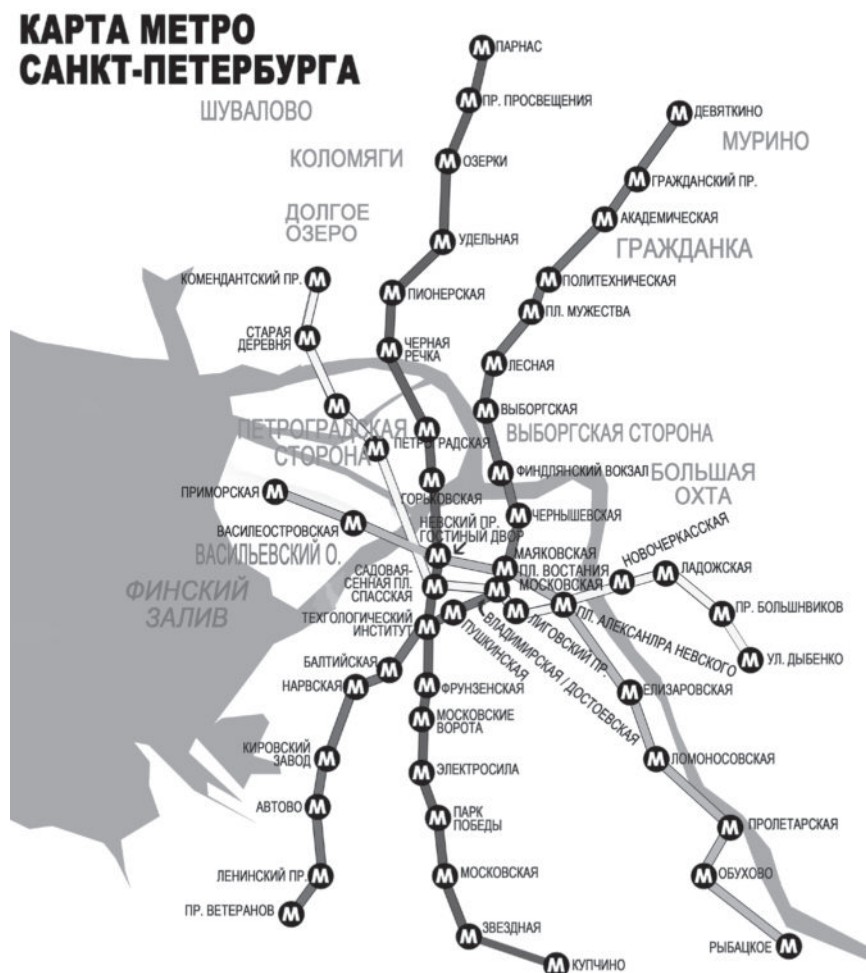 КАРТА МЕТРО
САНКТ-ПЕТЕРБУРГА
ПАРНАС
ШУВАЛОВО
ПР. ПРОСВЕЩЕНИЯ
ДЕВЯТКИНО
МУРИНО
КОЛОМЯГИ
ОЗЕРКИ
ГРАЖДАНСКИЙ ПР.
ДОЛГОЕ
ОЗЕРО
АКАДЕМИЧЕСКАЯ
УДЕЛЬНАЯ
ГРАЖДАНКА
КОМЕНДАНТСКИЙ ПР.
ПОЛИТЕХНИЧЕСКАЯ
ПИОНЕРСКАЯ
ПЛ. МУЖЕСТВА
СТАРАЯ
ДЕРЕВНЯ
ЧЕРНАЯ
РЕЧКА
ЛЕСНАЯ
ВЫБОРГСКАЯ
ПЕТРОГРАДСКАЯ
СТОРОНА
ПЕТРОГРАДСКАЯ
ВЫБОРГСКАЯ СТОРОНА
ФИНДЛЯНСКИЙ ВОКЗАЛ
БОЛЬШАЯ
ОХТА
ПРИМОРСКАЯ
ГОРЬКОВСКАЯ
ЧЕРНЫШЕВСКАЯ
ВАСИЛЕОСТРОВСКАЯ
НЕВСКИЙ ПР.
ГОСТИНЫЙ ДВОР
ВАСИЛЬЕВСКИЙ О.
МАЯКОВСКАЯ
ПЛ. ВОСТАНИЯ
МОСКОВСКАЯ
НОВОЧЕРКАССКАЯ
ЛАДОЖСКАЯ
ФИНСКИЙ
ЗАЛИВ
САДОВАЯ-
СЕННАЯ ПЛ.
СПАССКАЯ
ПР. БОЛЬШНВИКОВ
ТЕХГОЛОГИЧЕСКИЙ
ИНСТИТУТ
ПУШКИНСКАЯ
ВЛАДИМИРСКАЯ / ДОСТОЕВСКАЯ
ЛИГОВСКИЙ ПР.
ПЛ. АЛЕКСАНЛРА НЕВСКОГО
УЛ. ДЫБЕНКО
БАЛТИЙСКАЯ
НАРВСКАЯ
ФРУНЗЕНСКАЯ
ЕЛИЗАРОВСКАЯ
МОСКОВСКИЕ
ВОРОТА
КИРОВСКИЙ
ЗАВОД
ЭЛЕКТРОСИЛА
ЛОМОНОСОВСКАЯ
АВТОВО
ПАРК
ПОБЕДЫ
ПРОЛЕТАРСКАЯ
ЛЕНИНСКИЙ ПР.
МОСКОВСКАЯ
ОБУХОВО
ПР. ВЕТЕРАНОВ
ЗВЕЗДНАЯ
РЫБАЦКОЕ
КУПЧИНО